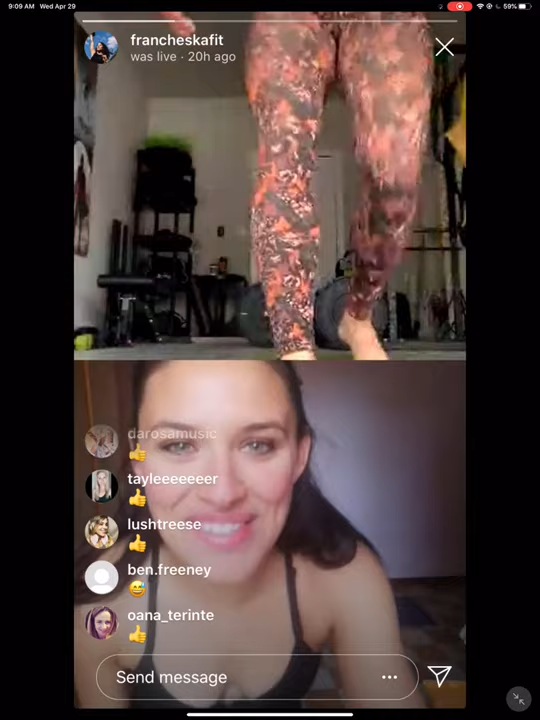 9:09 AM Wed Apr 29
59%
francheskafit
was live · 20h ago
darosamusic
👍
tayleeeeeeer
👍
lushtreese
👍
ben.freeney
😅
oana_terinte
👍
Send message